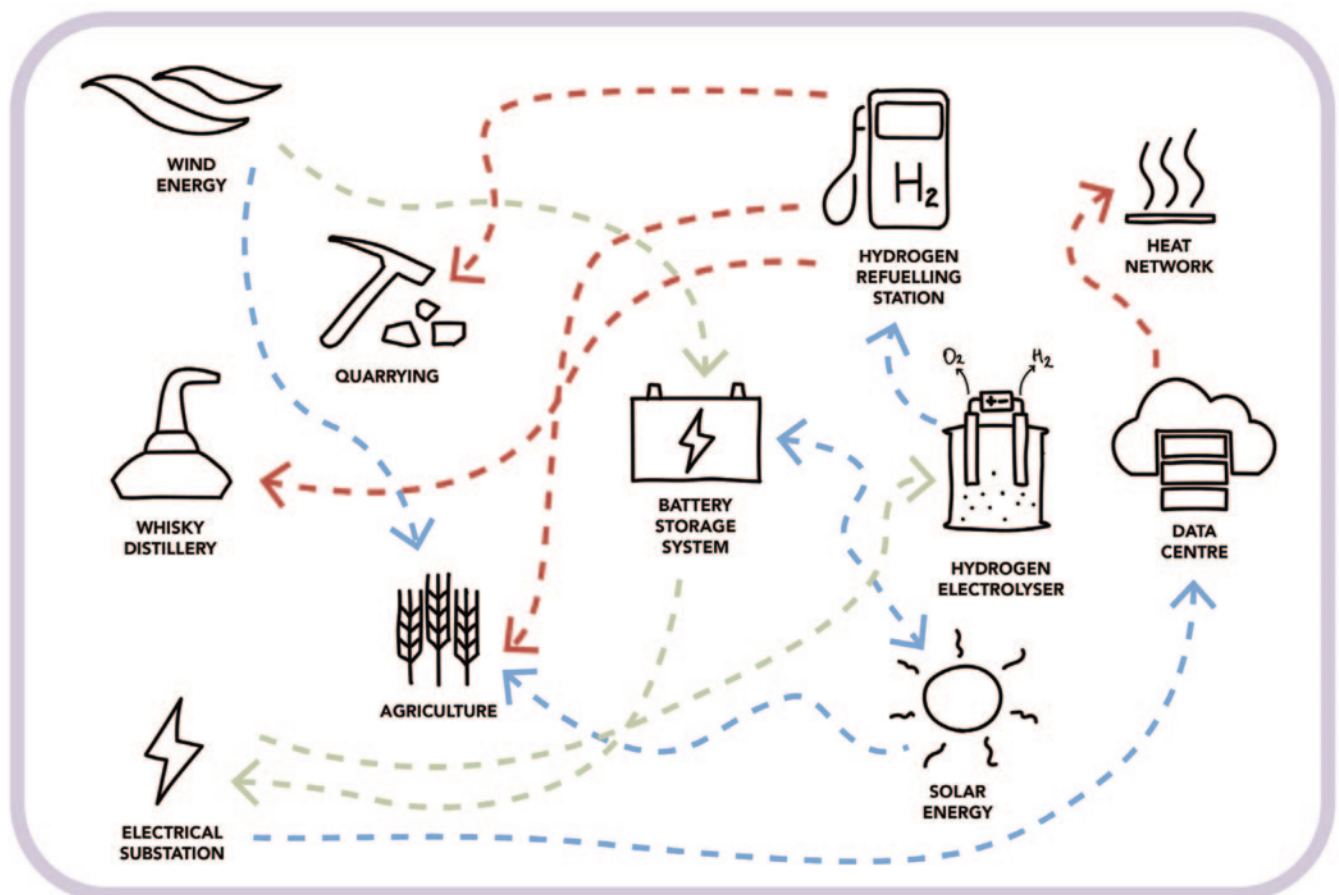 WIND
ENERGY
H2
HYDROGEN
REFUELLING
STATION
HEAT
NETWORK
QUARRYING
O2
H2
+-
WHISKY
DISTILLERY
BATTERY
STORAGE
SYSTEM
DATA
CENTRE
HYDROGEN
ELECTROLYSER
AGRICULTURE
SOLAR
ENERGY
ELECTRICAL
SUBSTATION